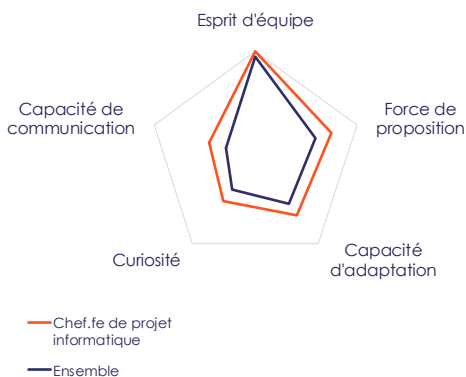 Esprit d'équipe
Capacité de
communication
Force de
proposition
Curiosité
Capacité
d'adaptation
Chef.fe de projet
informatique
Ensemble